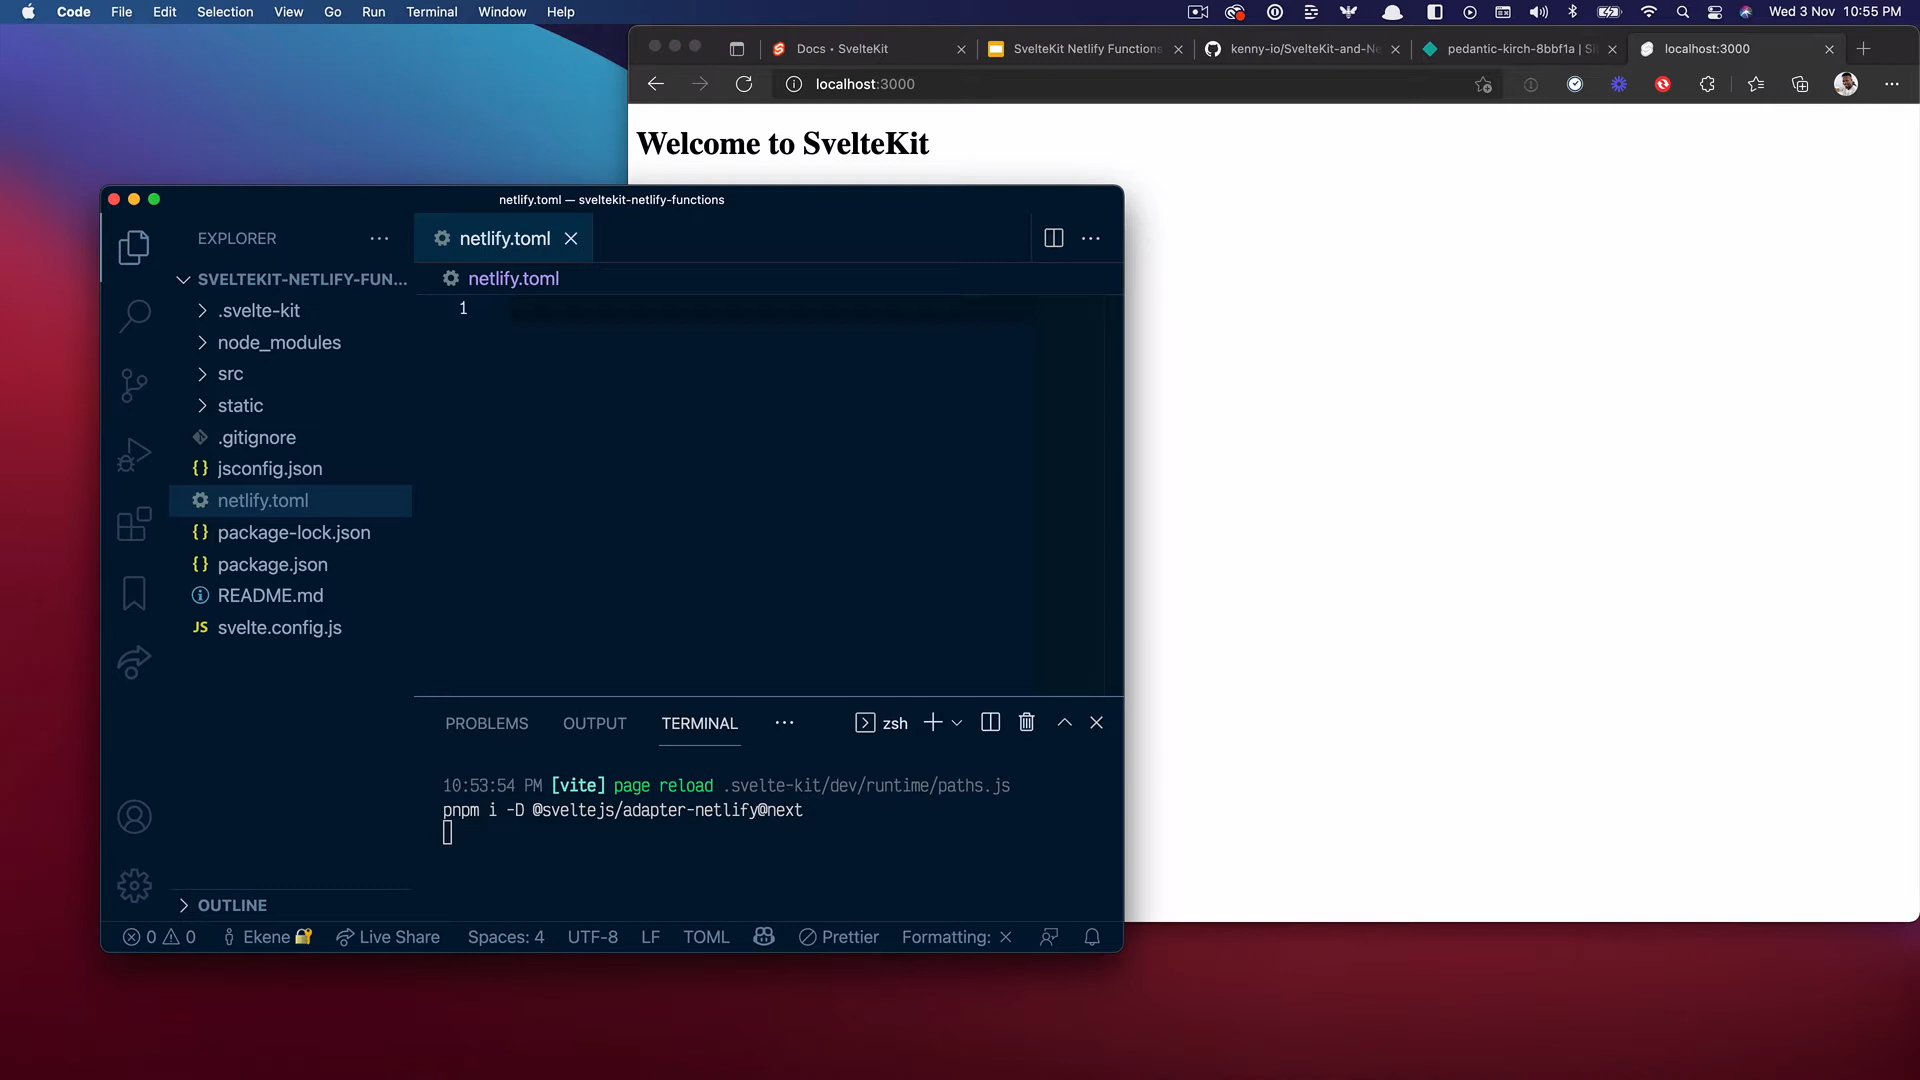 Code File Edit Selection View Go Run Terminal Window Help
Wed 3 Nov 10:55 PM
Docs • SvelteKit
SvelteKit Netlify Functions
kenny-io/SvelteKit-and-Ne
pedantic-kirch-8bbf1a | Si
localhost:3000
localhost:3000
Welcome to SvelteKit
netlify.toml — sveltekit-netlify-functions
EXPLORER
netlify.toml
SVELTEKIT-NETLIFY-FUN...
netlify.toml
1
.svelte-kit
node_modules
src
static
.gitignore
{} jsconfig.json
netlify.toml
{} package-lock.json
{} package.json
README.md
JS svelte.config.js
PROBLEMS OUTPUT TERMINAL
zsh
10:53:54 PM [vite] page reload .svelte-kit/dev/runtime/paths.js
pnpm i -D @sveltejs/adapter-netlify@next
OUTLINE
0 0 Ekene Live Share Spaces: 4 UTF-8 LF TOML Prettier Formatting: